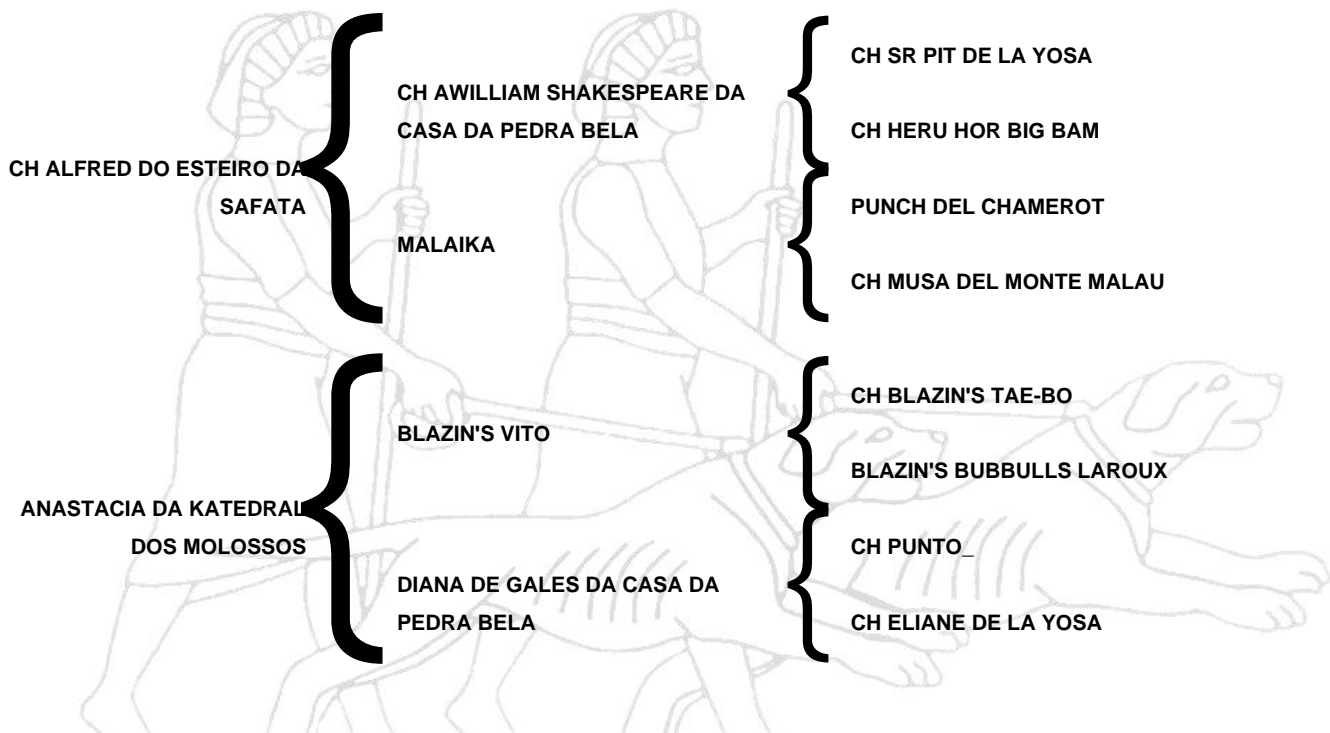 CH ALFRED DO ESTEIRO DA
SAFATA
CH AWILLIAM SHAKESPEARE DA
CASA DA PEDRA BELA
MALAIKA
CH SR PIT DE LA YOSA
CH HERU HOR BIG BAM
PUNCH DEL CHAMEROT
CH MUSA DEL MONTE MALAU
ANASTACIA DA KATEDRAL
DOS MOLOSSOS
BLAZIN'S VITO
DIANA DE GALES DA CASA DA
PEDRA BELA
CH BLAZIN'S TAE-BO
BLAZIN'S BUBBULLS LAROUX
CH PUNTO_
CH ELIANE DE LA YOSA